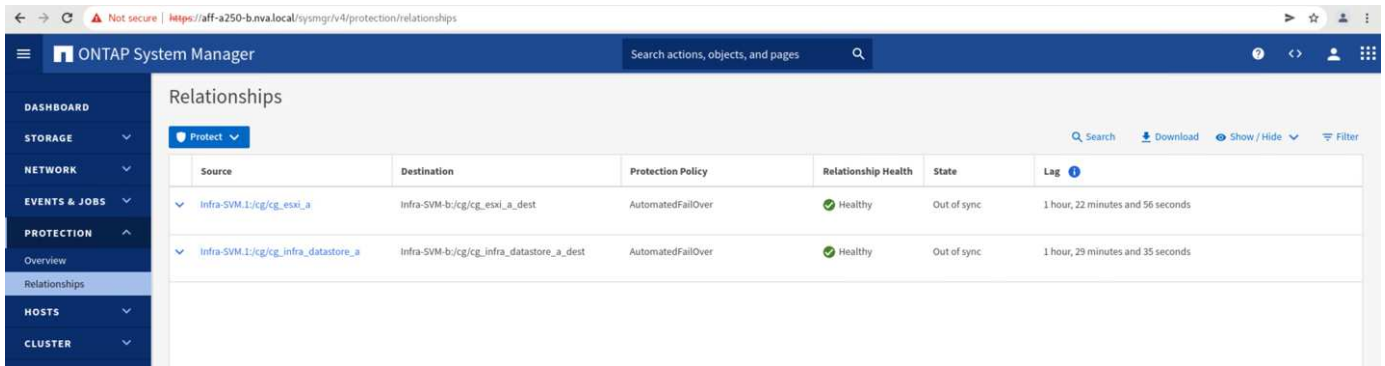 Not secure | https://aff-a250-b.nva.local/sysmgr/v4/protection/relationships
ONTAP System Manager
Search actions, objects, and pages
DASHBOARD
STORAGE
NETWORK
EVENTS & JOBS
PROTECTION
Overview
Relationships
HOSTS
CLUSTER
Relationships
Protect
Search Download Show / Hide Filter
Source Destination Protection Policy Relationship Health State Lag
Infra-SVM.1:/cg/cg_esxi_a Infra-SVM-b:/cg/cg_esxi_a_dest AutomatedFailOver Healthy Out of sync 1 hour, 22 minutes and 56 seconds
Infra-SVM.1:/cg/cg_infra_datastore_a Infra-SVM-b:/cg/cg_infra_datastore_a_dest AutomatedFailOver Healthy Out of sync 1 hour, 29 minutes and 35 seconds